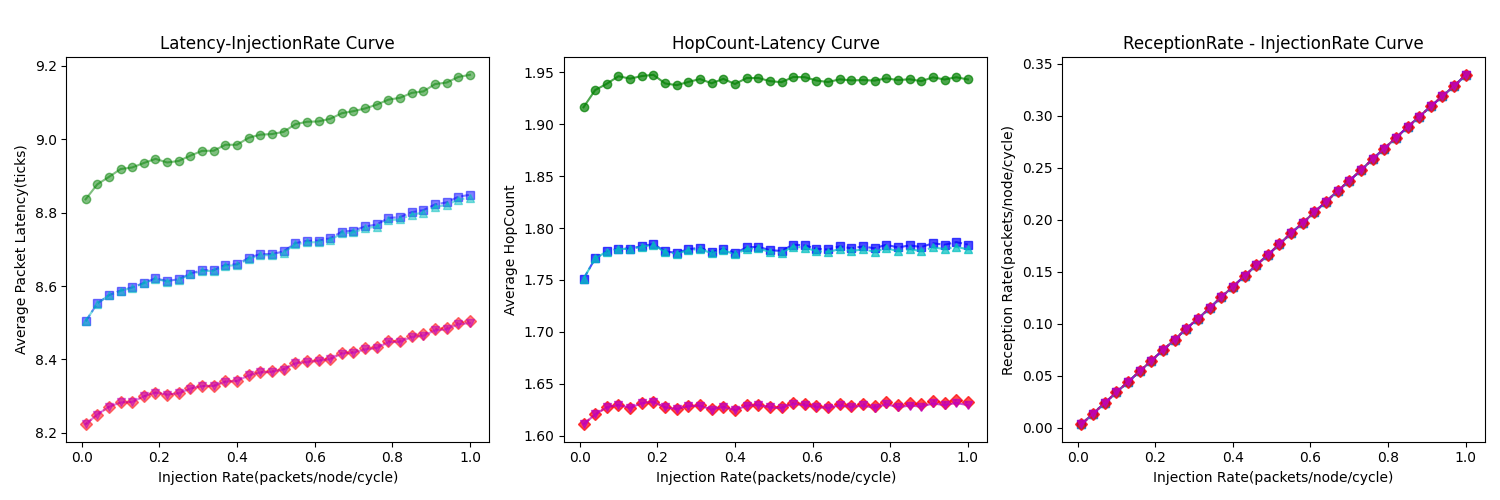 Latency-InjectionRate Curve
9.2
9.0
8.8
8.6
8.4
8.2
Average Packet Latency(ticks)
0.0 0.2 0.4 0.6 0.8 1.0
Injection Rate(packets/node/cycle)
HopCount-Latency Curve
1.95
1.90
1.85
1.80
1.75
1.70
1.65
1.60
Average HopCount
0.0 0.2 0.4 0.6 0.8 1.0
Injection Rate(packets/node/cycle)
ReceptionRate - InjectionRate Curve
0.35
0.30
0.25
0.20
0.15
0.10
0.05
0.00
Reception Rate(packets/node/cycle)
0.0 0.2 0.4 0.6 0.8 1.0
Injection Rate(packets/node/cycle)